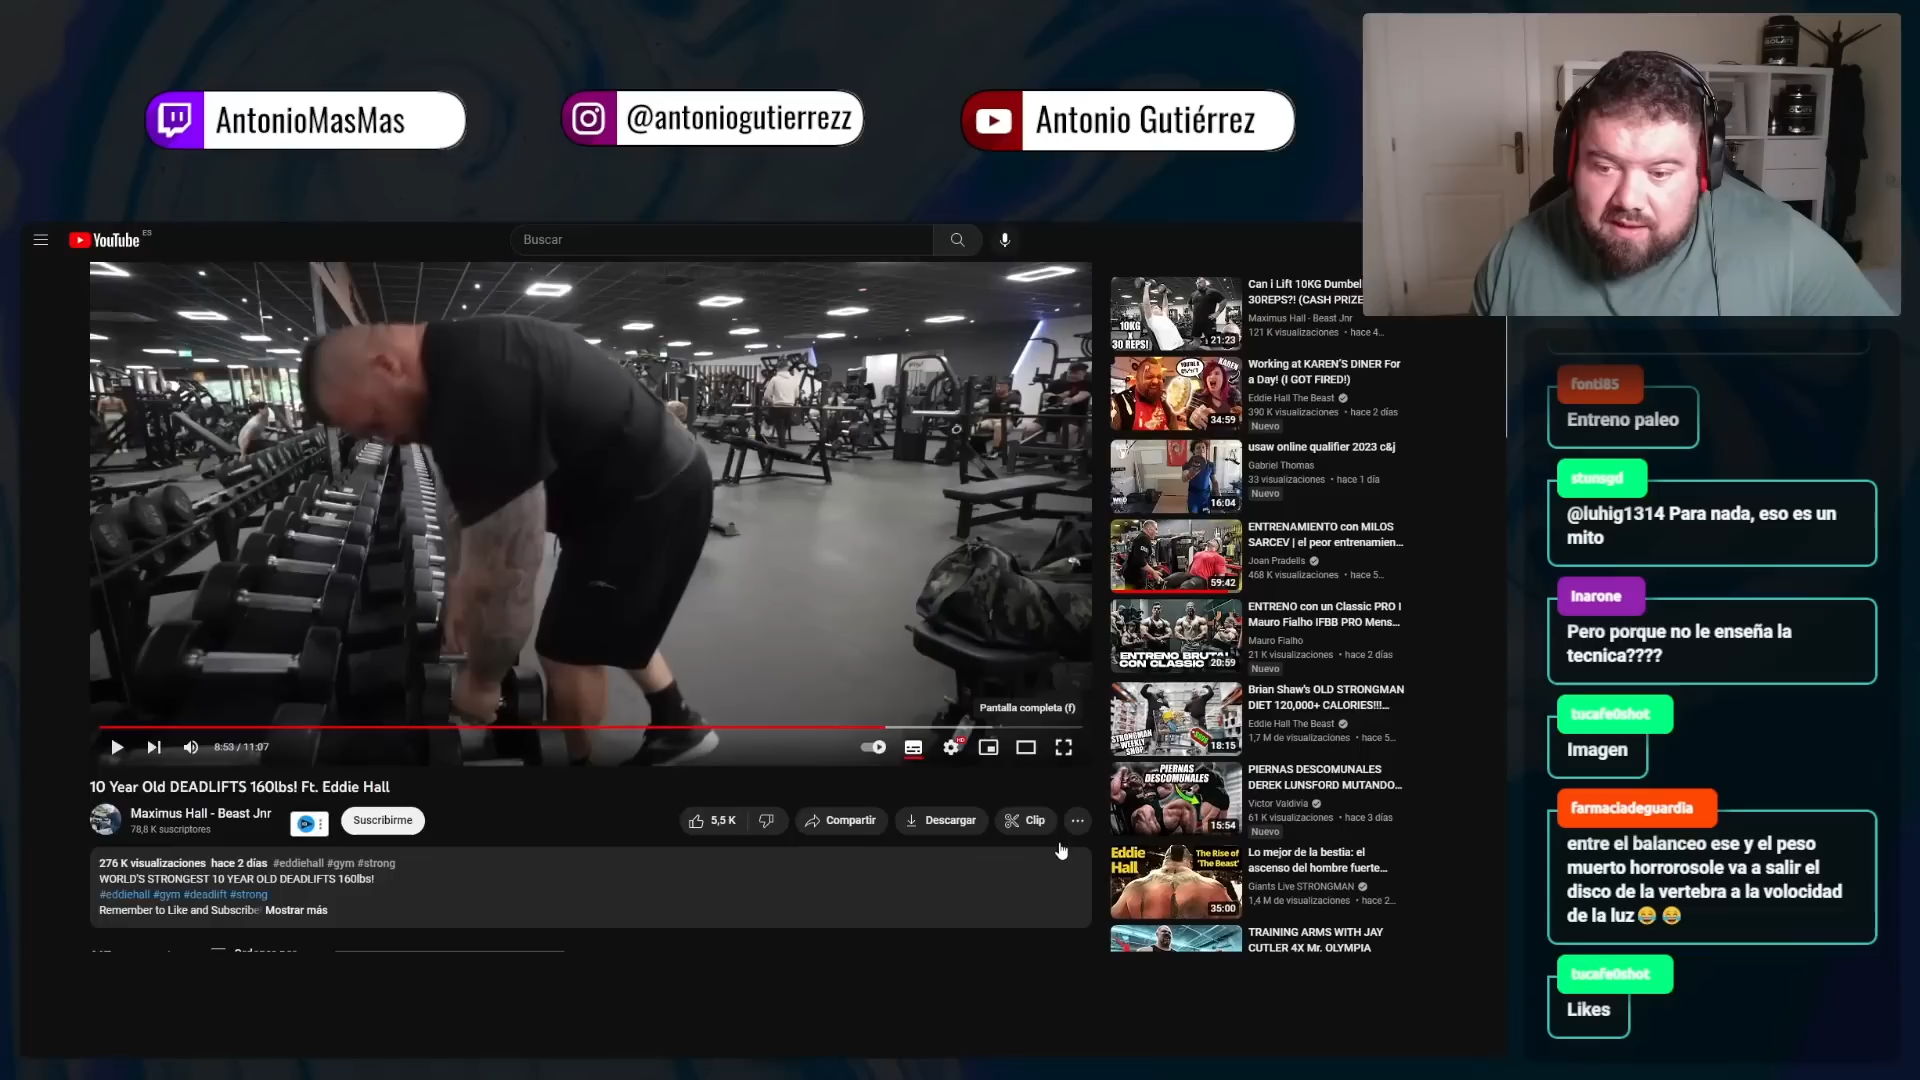 AntonioMasMas
@antoniogutierrezz
Antonio Gutiérrez
YouTube ES
Buscar
Pantalla completa (f)
8:53 / 11:07
10 Year Old DEADLIFTS 160lbs! Ft. Eddie Hall
Maximus Hall - Beast Jnr
78,8 K suscriptores
Suscribirme
5,5 K
Compartir
Descargar
Clip
276 K visualizaciones hace 2 días #eddiehall #gym #strong
WORLD'S STRONGEST 10 YEAR OLD DEADLIFTS 160lbs!
#eddiehall #gym #deadlift #strong
Remember to Like and Subscribe! Mostrar más
10KG
X
30 REPS!
21:23
Can i Lift 10KG Dumbel
30REPS?! (CASH PRIZE
Maximus Hall - Beast Jnr
121 K visualizaciones • hace 4...
KAREN
34:59
Working at KAREN'S DINER For
a Day! (I GOT FIRED!)
Eddie Hall The Beast
390 K visualizaciones • hace 2 días
Nuevo
16:04
usaw online qualifier 2023 c&j
Gabriel Thomas
33 visualizaciones • hace 1 día
Nuevo
59:42
ENTRENAMIENTO con MILOS
SARCEV | el peor entrenamien...
Joan Pradells
468 K visualizaciones • hace 5...
ENTRENO BRUTAL
CON CLASSIC
20:59
ENTRENO con un Classic PRO I
Mauro Fialho IFBB PRO Mens...
Mauro Fialho
21 K visualizaciones • hace 2 días
Nuevo
STRONGMAN
WEEKLY
SHOP
18:15
Brian Shaw's OLD STRONGMAN
DIET 120,000+ CALORIES!!!...
Eddie Hall The Beast
1,7 M de visualizaciones • hace 5...
PIERNAS
DESCOMUNALES
15:54
PIERNAS DESCOMUNALES
DEREK LUNSFORD MUTANDO...
Victor Valdivia
61 K visualizaciones • hace 3 días
Nuevo
Eddie
Hall
The Rise of
'The Beast'
35:00
Lo mejor de la bestia: el
ascenso del hombre fuerte...
Giants Live STRONGMAN
1,4 M de visualizaciones • hace 2...
TRAINING ARMS WITH JAY
CUTLER 4X Mr. OLYMPIA
fonti85
Entreno paleo
stunsgd
@luhig1314 Para nada, eso es un
mito
Inarone
Pero porque no le enseña la
tecnica????
tucafe0shot
Imagen
farmaciadeguardia
entre el balanceo ese y el peso
muerto horrorosole va a salir el
disco de la vertebra a la volocidad
de la luz😂😂
tucafe0shot
Likes